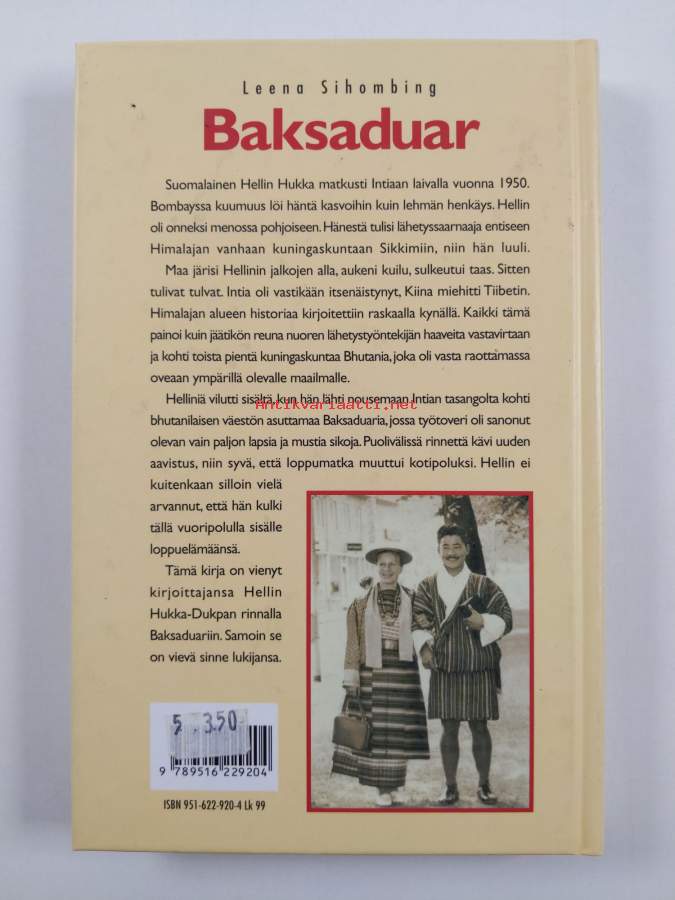 Leena Sihombing
Baksaduar
Suomalainen Hellin Hukka matkusti Intiaan laivalla vuonna 1950.
Bombayssa kuumuus löi häntä kasvoihin kuin lehmän henkäys. Hellin
oli onneksi menossa pohjoiseen. Hänestä tulisi lähetyssaarnaaja entiseen
Himalajan vanhaan kuningaskuntaan Sikkimiin, niin hän luuli.
Maa järisi Hellinin jalkojen alla, aukeni kuilu, sulkeutui taas. Sitten
tulivat tulvat. Intia oli vastikään itsenäistynyt, Kiina miehitti Tiibetin.
Himalajan alueen historiaa kirjoitettiin raskaalla kynällä. Kaikki tämä
painoi kuin jäätikön reuna nuoren lähetystyöntekijän haaveita vastavirtaan
ja kohti toista pientä kuningaskuntaa Bhutania, joka oli vasta raottamassa
oveaan ympärillä olevalle maailmalle.
Helliniä vilutti sisältä, kun hän lähti nousemaan Intian tasangolta kohti
Antikvariaatti.net
bhutanilaisen väestön asuttamaa Baksaduaria, jossa työtoveri oli sanonut
olevan vain paljon lapsia ja mustia sikoja. Puolivälissä rinnettä kävi uuden
aavistus, niin syvä, että loppumatka muuttui kotipoluksi. Hellin ei
kuitenkaan silloin vielä
arvannut, että hän kulki
tällä vuoripolulla sisälle
loppuelämäänsä.
Tämä kirja on vienyt
kirjoittajansa Hellin
Hukka-Dukpan rinnalla
Baksaduariin. Samoin se
on vievä sinne lukijansa.
5,- 3.50
9 789516 229204
ISBN 951-622-920-4 Lk 99